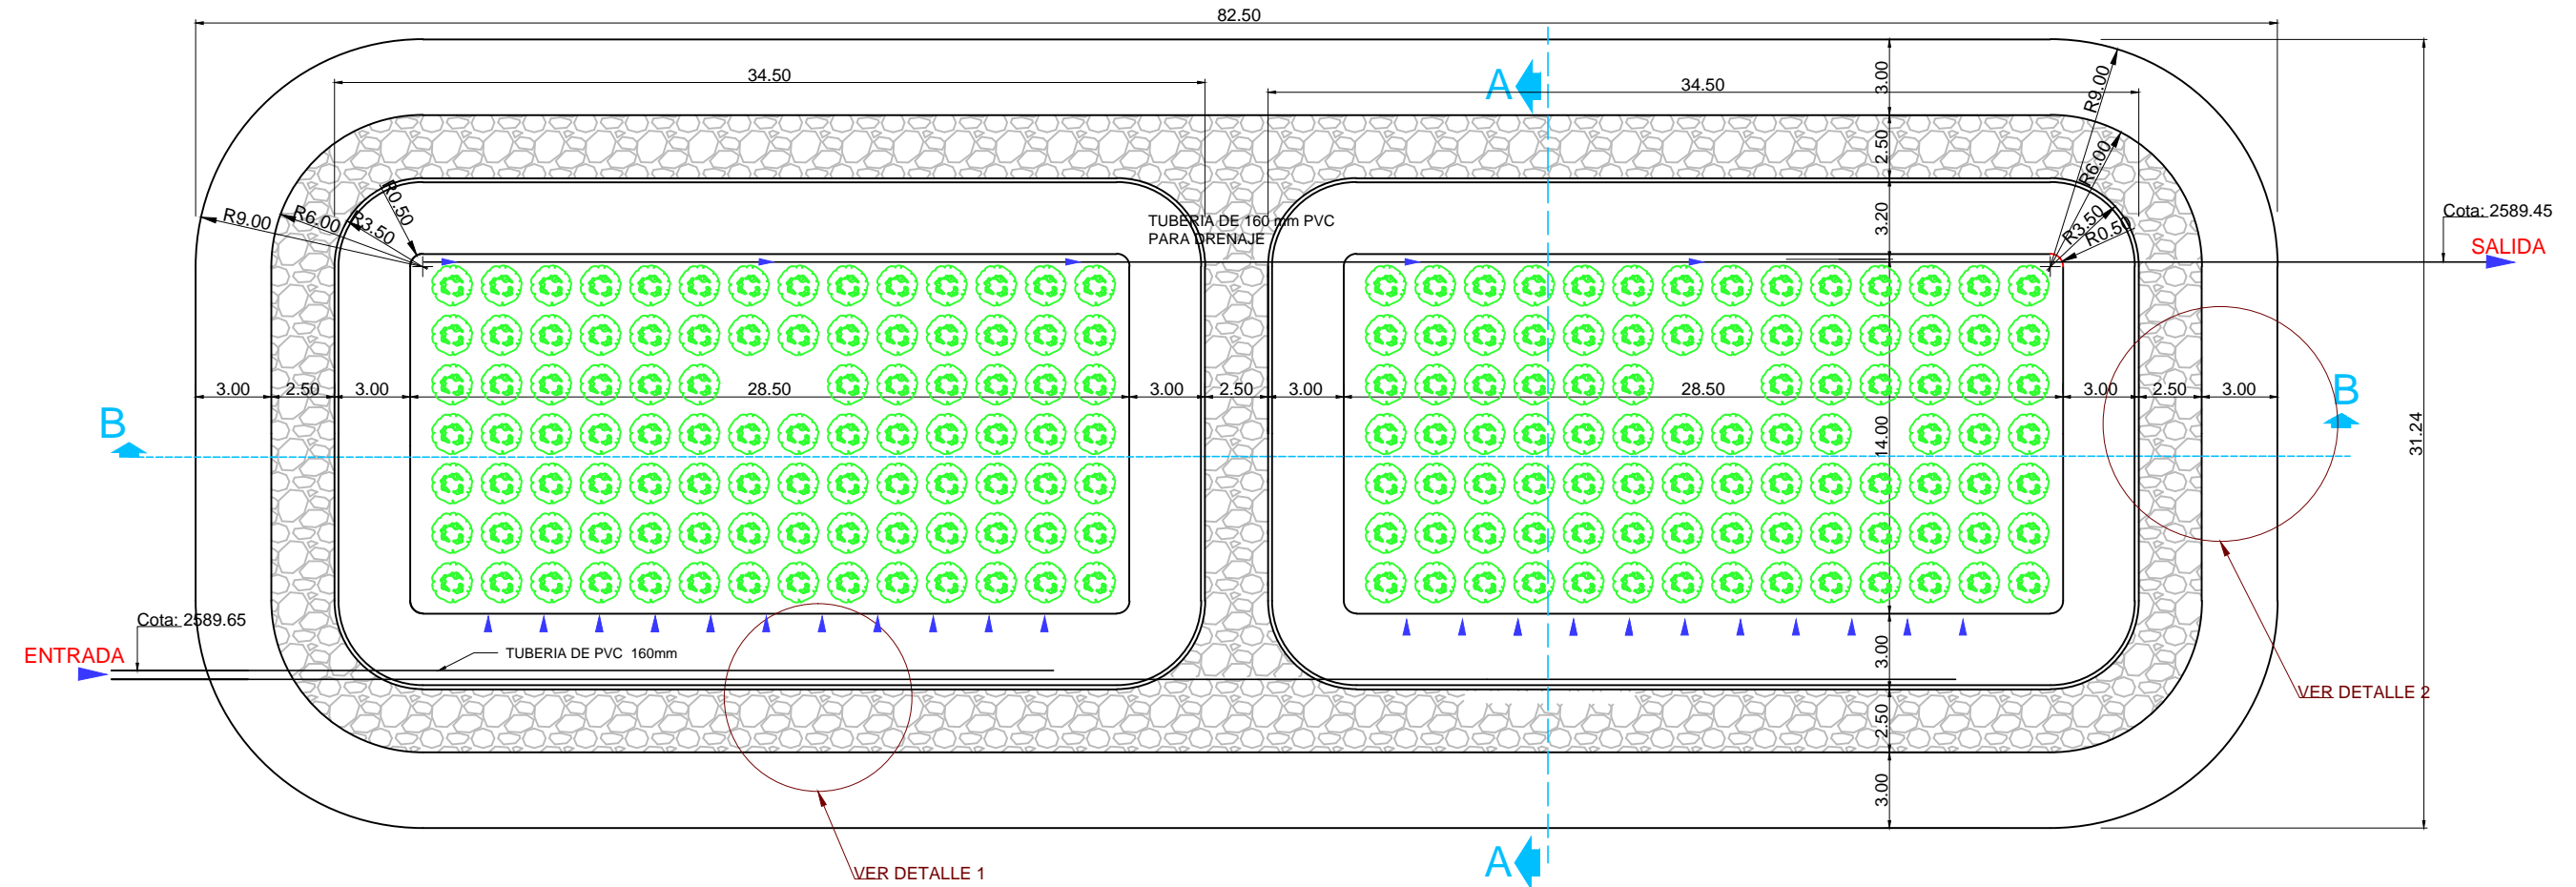 82.50
34.50
A
34.50
3.00
R9.00
2.50
R6.00
R0.50
R9.00
R6.00
R3.50
3.20
TUBERIA DE 160 mm PVC
PARA DRENAJE
R3.50
R0.50
Cota: 2589.45
SALIDA
3.00
2.50
3.00
28.50
3.00
2.50
3.00
28.50
3.00
2.50
3.00
B
B
14.00
31.24
Cota: 2589.65
ENTRADA
TUBERIA DE PVC 160mm
3.00
VER DETALLE 2
2.50
3.00
A
VER DETALLE 1